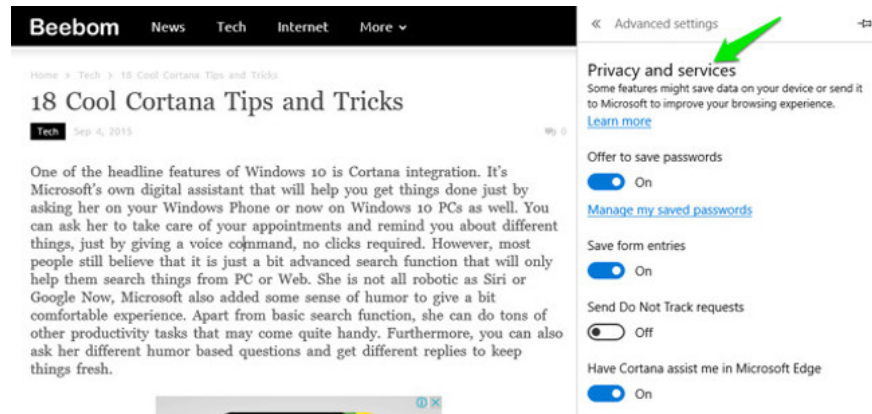 Beebom News Tech Internet More
Home > Tech > 18 Cool Cortana Tips and Tricks
18 Cool Cortana Tips and Tricks
Tech Sep 4, 2015 0
One of the headline features of Windows 10 is Cortana integration. It's
Microsoft's own digital assistant that will help you get things done just by
asking her on your Windows Phone or now on Windows 10 PCs as well. You
can ask her to take care of your appointments and remind you about different
things, just by giving a voice command, no clicks required. However, most
people still believe that it is just a bit advanced search function that will only
help them search things from PC or Web. She is not all robotic as Siri or
Google Now, Microsoft also added some sense of humor to give a bit
comfortable experience. Apart from basic search function, she can do tons of
other productivity tasks that may come quite handy. Furthermore, you can also
ask her different humor based questions and get different replies to keep
things fresh.
« Advanced settings
Privacy and services
Some features might save data on your device or send it
to Microsoft to improve your browsing experience.
Learn more
Offer to save passwords
On
Manage my saved passwords
Save form entries
On
Send Do Not Track requests
Off
Have Cortana assist me in Microsoft Edge
On